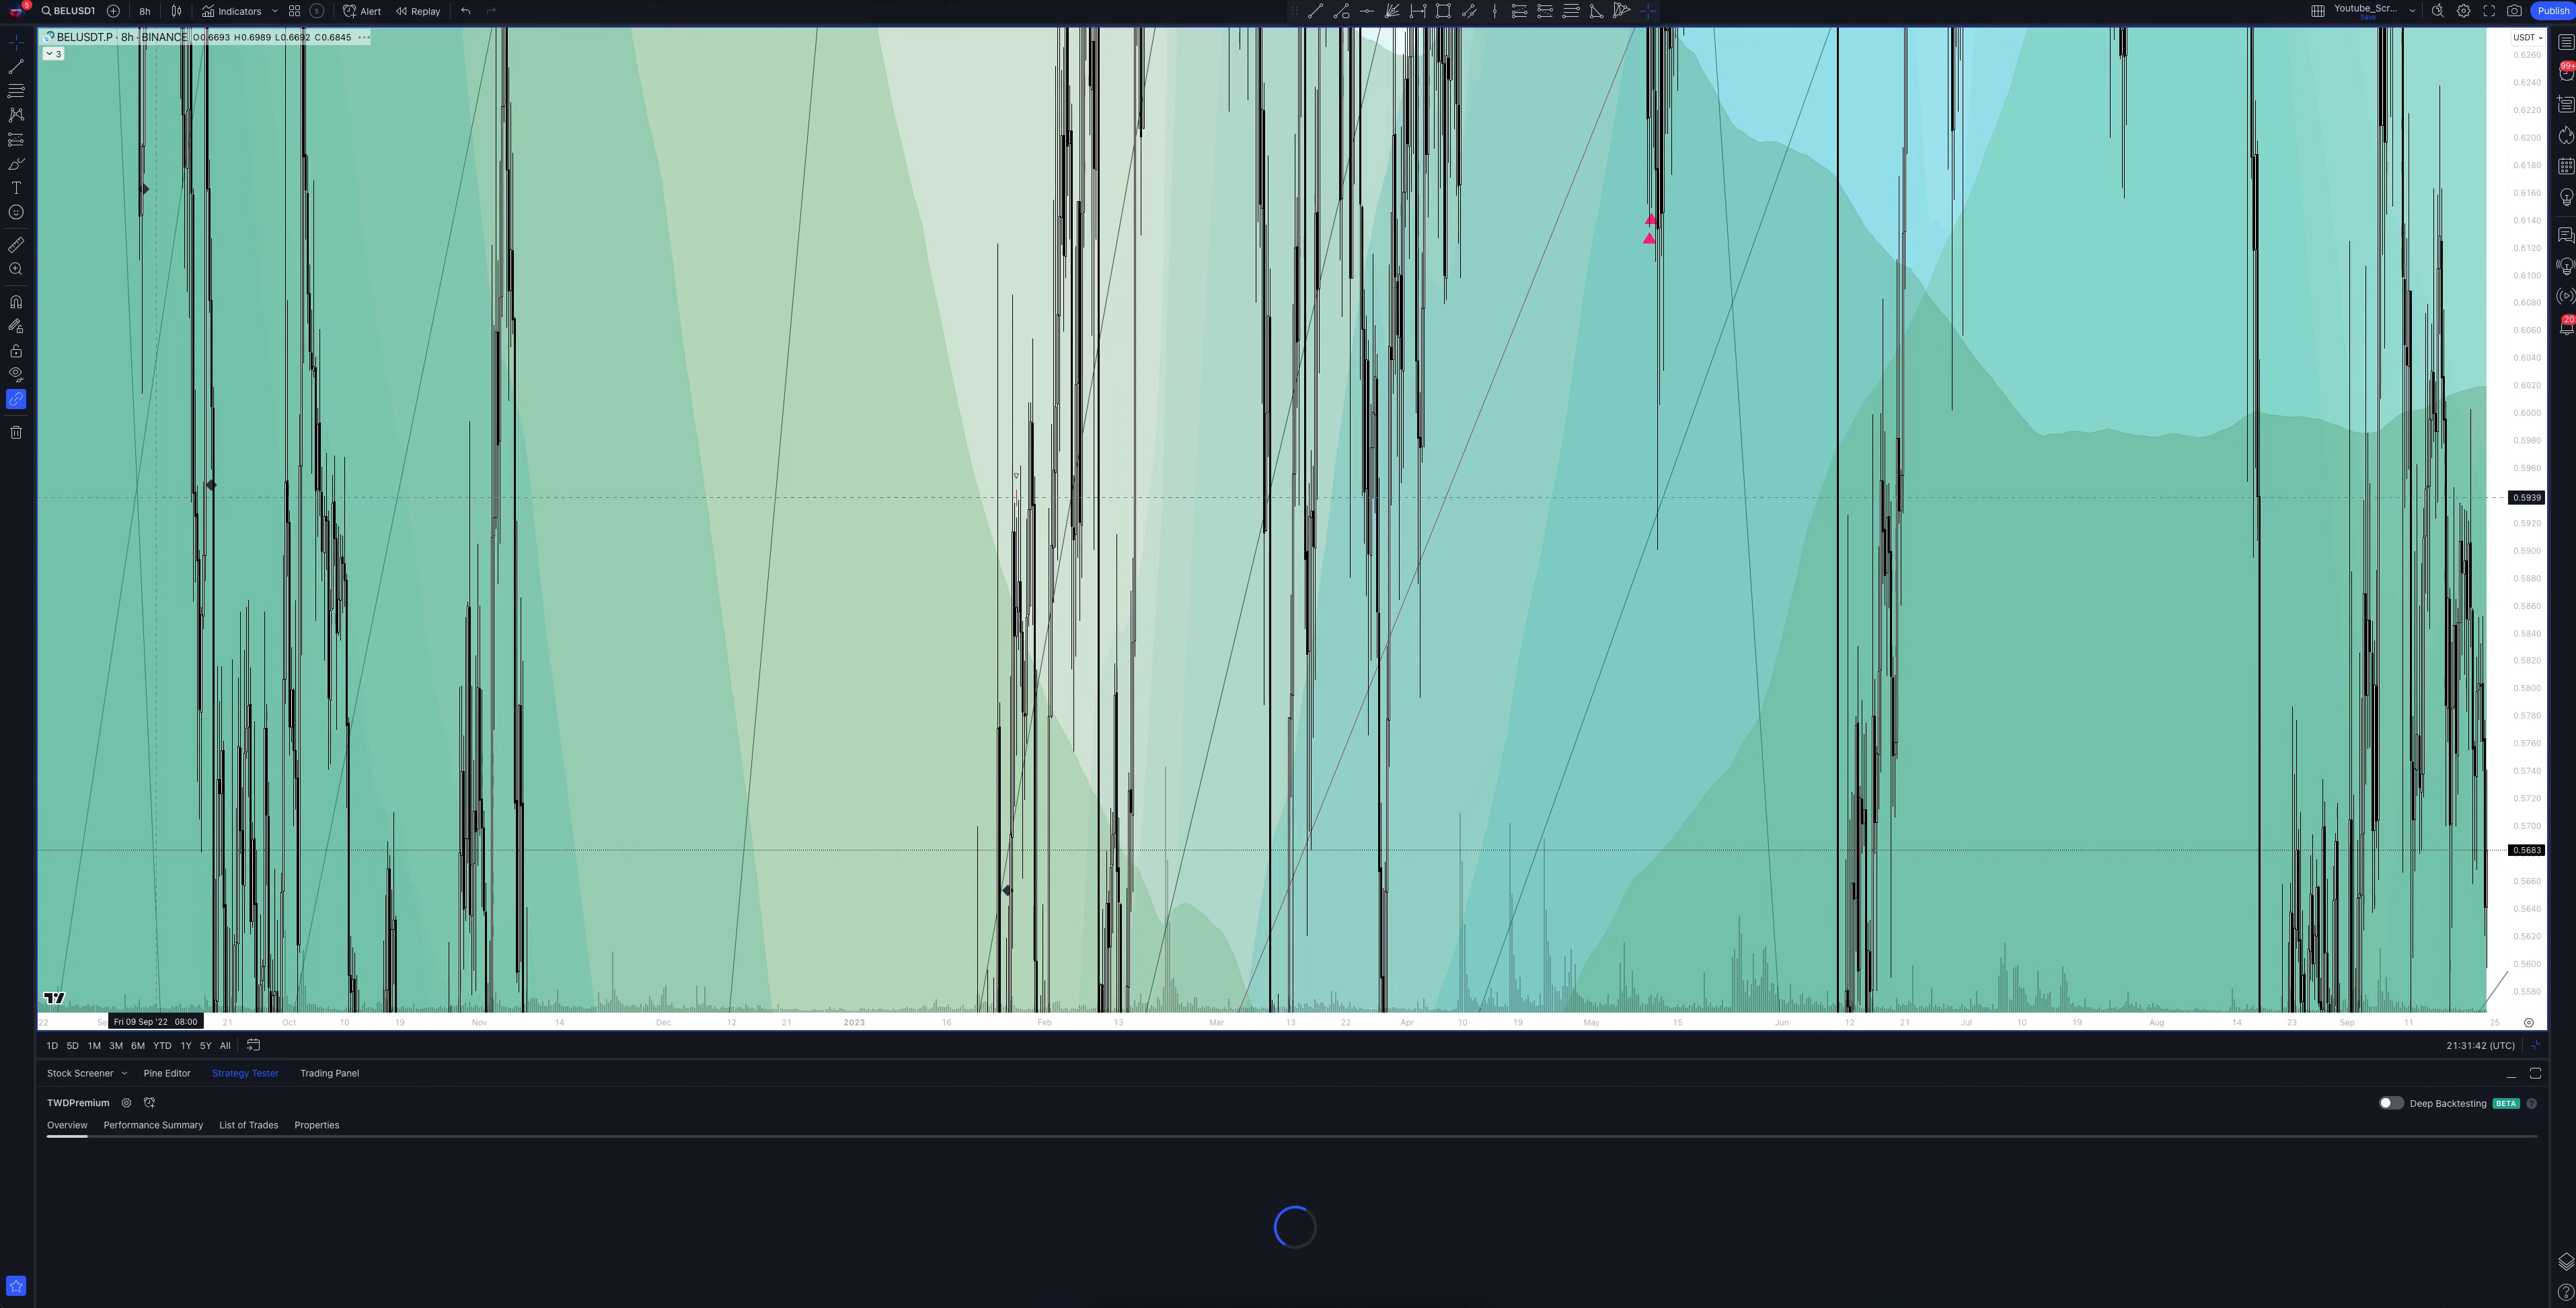 5
BELUSDT
8h
Indicators
5
Alert
Replay
Youtube_Scr...
Save
Publish
BELUSDT.P · 8h · BINANCE O0.6693 H0.6989 L0.6692 C0.6845
3
USDT
0.6260
0.6240
0.6220
0.6200
0.6180
0.6160
0.6140
0.6120
0.6100
0.6080
0.6060
0.6040
0.6020
0.6000
0.5980
0.5960
0.5939
0.5920
0.5900
0.5880
0.5860
0.5840
0.5820
0.5800
0.5780
0.5760
0.5740
0.5720
0.5700
0.5683
0.5660
0.5640
0.5620
0.5600
0.5580
99+
20
22 Se Fri 09 Sep '22 08:00 21 Oct 10 19 Nov 14 Dec 12 21 2023 16 Feb 13 Mar 13 22 Apr 10 19 May 15 Jun 12 21 Jul 10 19 Aug 14 23 Sep 11 25
1D 5D 1M 3M 6M YTD 1Y 5Y All
21:31:42 (UTC)
Stock Screener Pine Editor Strategy Tester Trading Panel
TWDPremium
Deep Backtesting BETA ?
Overview Performance Summary List of Trades Properties